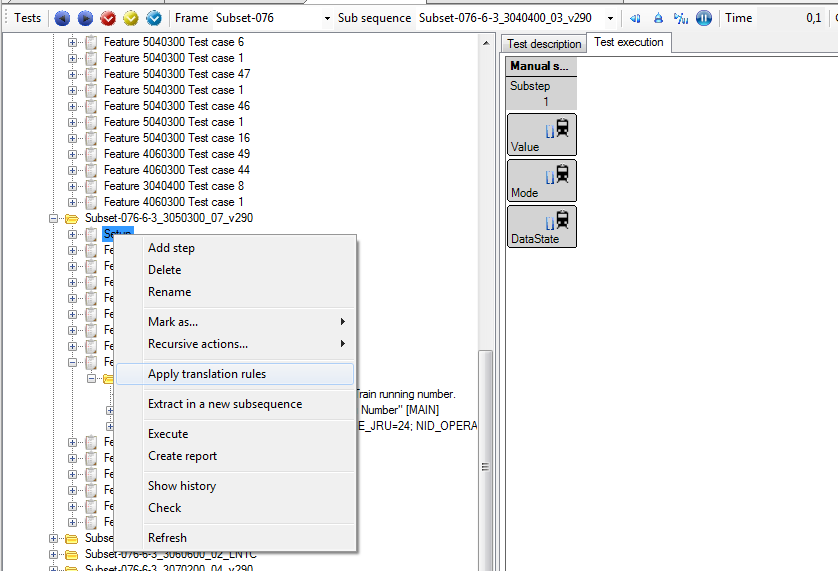 Tests Frame Subset-076 Sub sequence Subset-076-6-3_3040400_03_v290 Time 0,1
Feature 5040300 Test case 6
Feature 5040300 Test case 1
Feature 5040300 Test case 47
Feature 5040300 Test case 1
Feature 5040300 Test case 46
Feature 5040300 Test case 1
Feature 5040300 Test case 16
Feature 4060300 Test case 49
Feature 4060300 Test case 44
Feature 3040400 Test case 8
Feature 4060300 Test case 1
Subset-076-6-3_3050300_07_v290
Setup
Fe
Fe
Fe
Fe
Fe
Fe
Fe
Fe
Train running number.
Number" [MAIN]
E_JRU=24; NID_OPERA
Fe
Fe
Fe
Fe
Fe
Fe
Subse
Subset-076-6-3_3060600_02_LNTC
Subset-076-6-3_3070200_04_v290
Add step
Delete
Rename
Mark as...
Recursive actions...
Apply translation rules
Extract in a new subsequence
Execute
Create report
Show history
Check
Refresh
Test description Test execution
Manual s...
Substep
1
Value
Mode
DataState